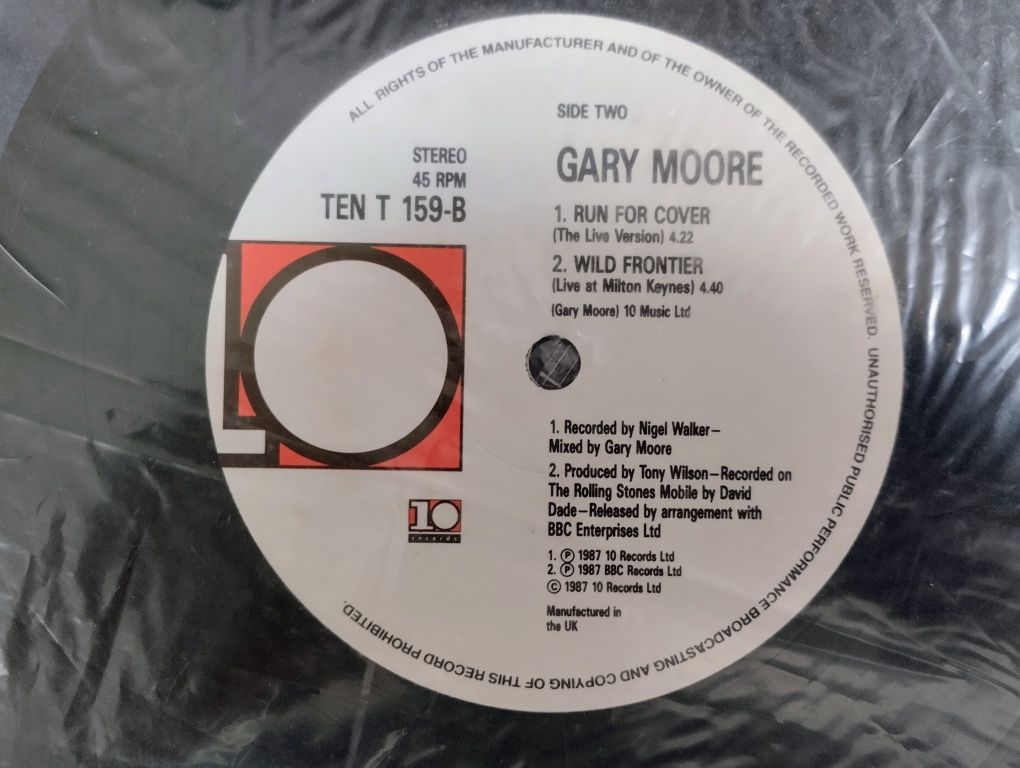 ALL RIGHTS OF THE MANUFACTURER AND OF THE OWNER OF THE RECORDED WORK RESERVED. UNAUTHORISED PUBLIC PERFORMANCE BROADCASTING AND COPYING OF THIS RECORD PROHIBITED.
SIDE TWO
STEREO
45 RPM
TEN T 159-B
GARY MOORE
1. RUN FOR COVER
(The Live Version) 4.22
2. WILD FRONTIER
(Live at Milton Keynes) 4.40
(Gary Moore) 10 Music Ltd
1. Recorded by Nigel Walker–
Mixed by Gary Moore
2. Produced by Tony Wilson–Recorded on
The Rolling Stones Mobile by David
Dade–Released by arrangement with
BBC Enterprises Ltd
1. Ⓟ 1987 10 Records Ltd
2. Ⓟ 1987 BBC Records Ltd
© 1987 10 Records Ltd
Manufactured in
the UK
10
records